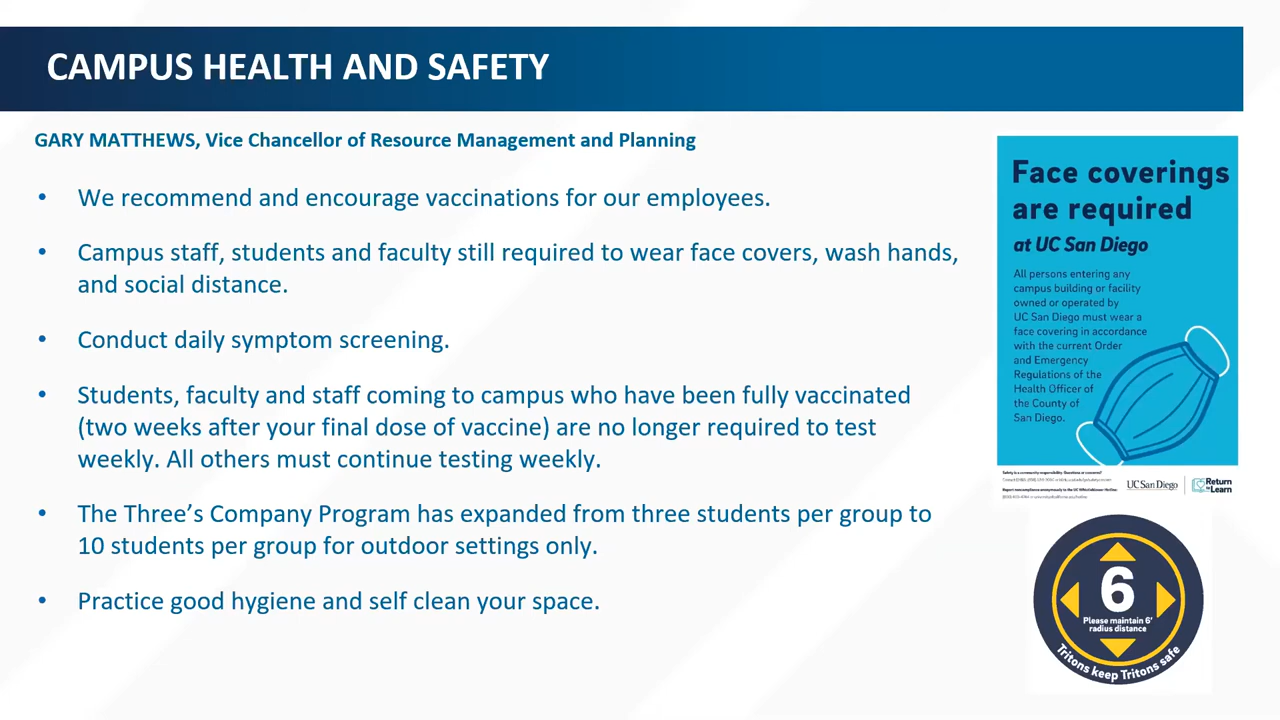 CAMPUS HEALTH AND SAFETY
GARY MATTHEWS, Vice Chancellor of Resource Management and Planning
• We recommend and encourage vaccinations for our employees.
• Campus staff, students and faculty still required to wear face covers, wash hands,
and social distance.
• Conduct daily symptom screening.
• Students, faculty and staff coming to campus who have been fully vaccinated
(two weeks after your final dose of vaccine) are no longer required to test
weekly. All others must continue testing weekly.
• The Three’s Company Program has expanded from three students per group to
10 students per group for outdoor settings only.
• Practice good hygiene and self clean your space.
Face coverings
are required
at UC San Diego
All persons entering any
campus building or facility
owned or operated by
UC San Diego must wear a
face covering in accordance
with the current Order
and Emergency
Regulations of the
Health Officer of
the County of
San Diego.
Safety is a community responsibility. Questions or concerns?
UC San Diego
Return to Learn
6
Please maintain 6'
radius distance
Tritons keep Tritons safe